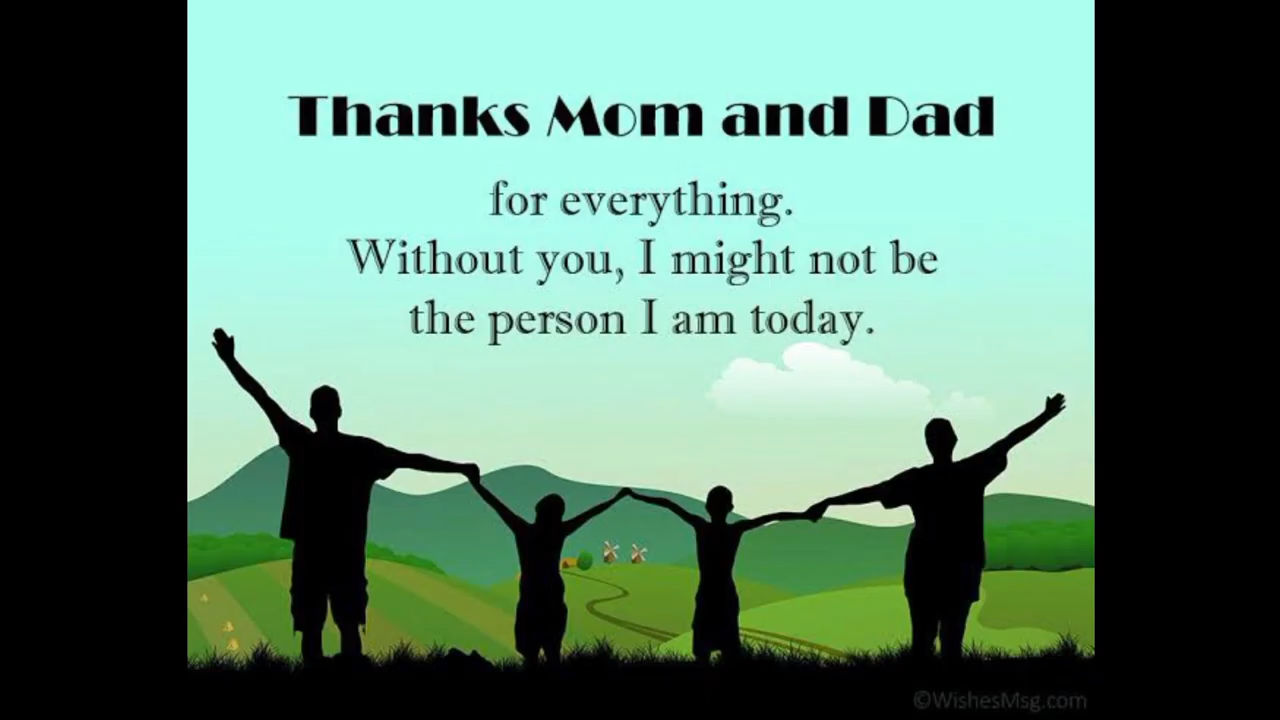 Thanks Mom and Dad
for everything.
Without you, I might not be
the person I am today.
©WishesMsg.com